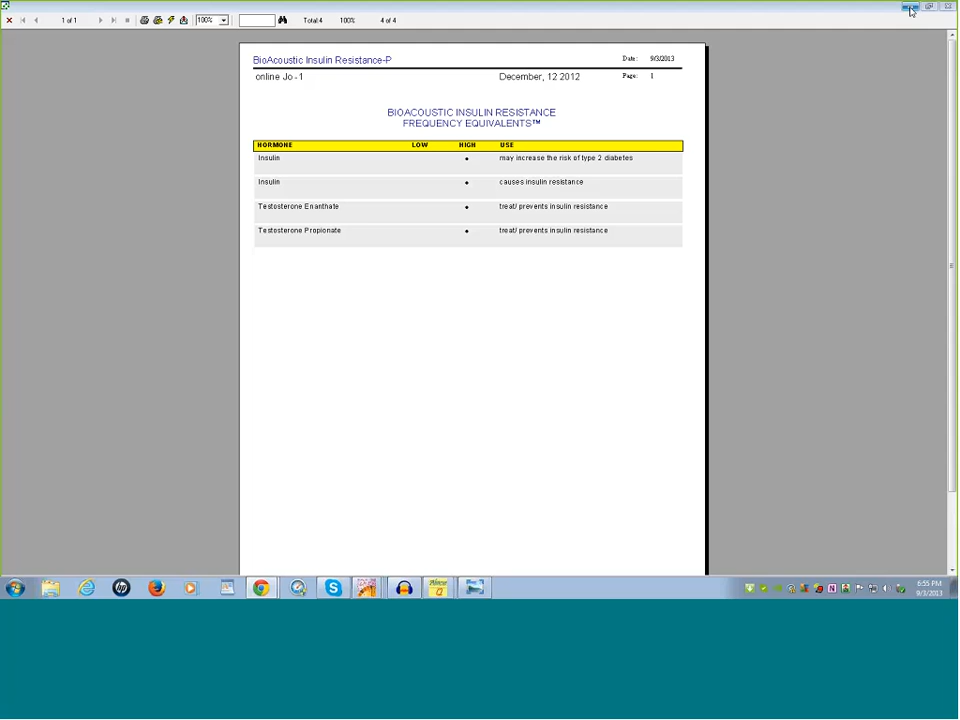 1 of 1 100% Total:4 100% 4 of 4
BioAcoustic Insulin Resistance-P Date: 9/3/2013
online Jo - 1 December, 12 2012 Page: 1
BIOACOUSTIC INSULIN RESISTANCE
FREQUENCY EQUIVALENTS™
HORMONE LOW HIGH USE
Insulin • may increase the risk of type 2 diabetes
Insulin • causes insulin resistance
Testosterone Enanthate • treat/ prevents insulin resistance
Testosterone Propionate • treat/ prevents insulin resistance
6:55 PM
9/3/2013